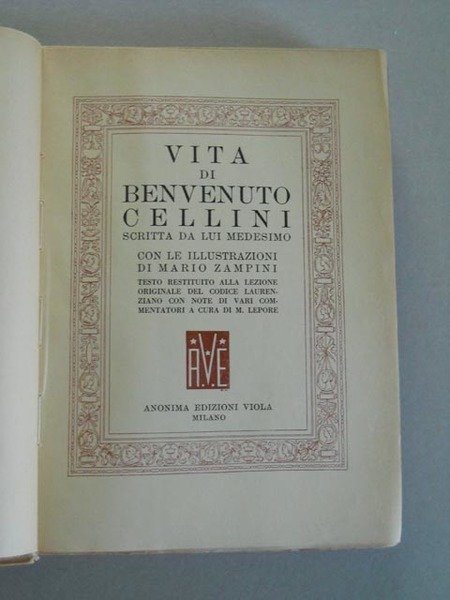 VITA
DI
BENVENUTO
CELLINI
SCRITTA DA LUI MEDESIMO
CON LE ILLUSTRAZIONI
DI MARIO ZAMPINI
TESTO RESTITUITO ALLA LEZIONE
ORIGINALE DEL CODICE LAUREN-
ZIANO CON NOTE DI VARI COM-
MENTATORI A CURA DI M. LEPORE
A.V.E
ANONIMA EDIZIONI VIOLA
MILANO